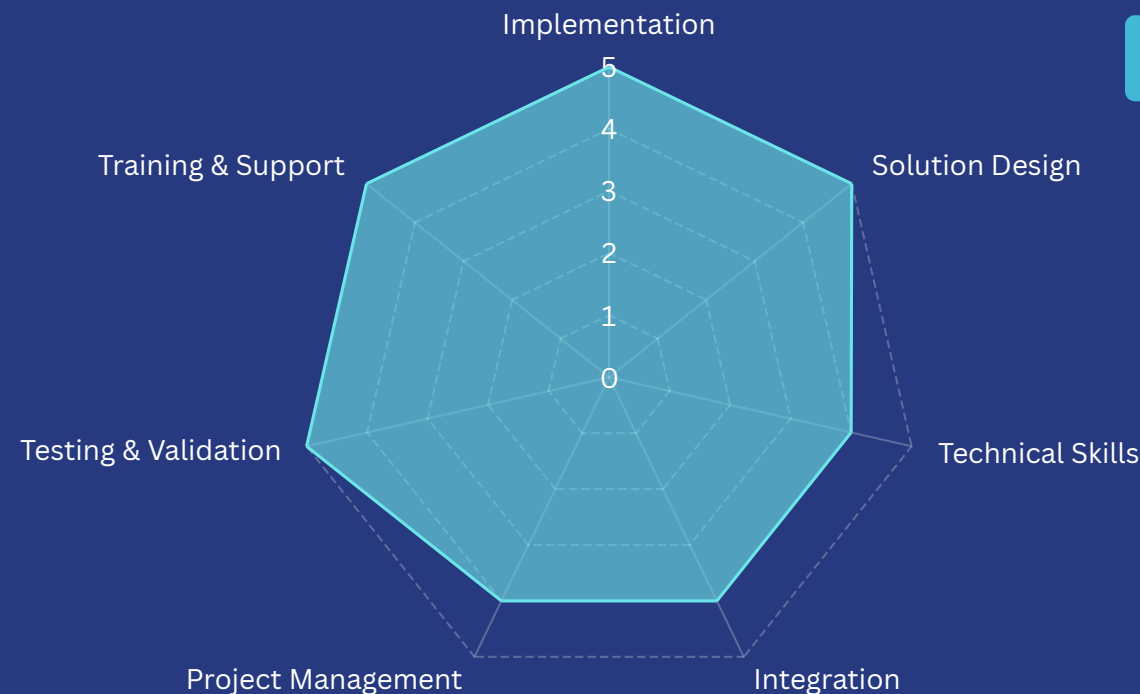 Implementation
5
4
3
2
1
0
Training & Support
Solution Design
Testing & Validation
Technical Skills
Project Management
Integration